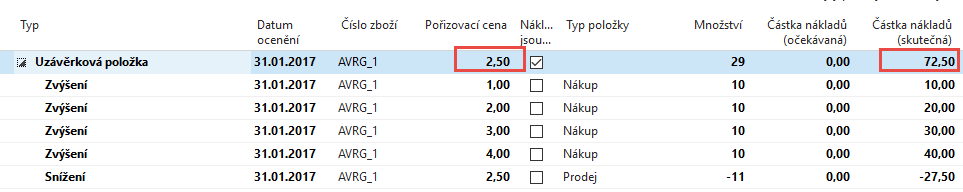 Typ Datum ocenění Číslo zboží Pořizovací cena Nákl... jsou... Typ položky Množství Částka nákladů (očekávaná) Částka nákladů (skutečná)
Uzávěrková položka 31.01.2017 AVRG_1 2,50 29 0,00 72,50
Zvýšení 31.01.2017 AVRG_1 1,00 Nákup 10 0,00 10,00
Zvýšení 31.01.2017 AVRG_1 2,00 Nákup 10 0,00 20,00
Zvýšení 31.01.2017 AVRG_1 3,00 Nákup 10 0,00 30,00
Zvýšení 31.01.2017 AVRG_1 4,00 Nákup 10 0,00 40,00
Snížení 31.01.2017 AVRG_1 2,50 Prodej -11 0,00 -27,50